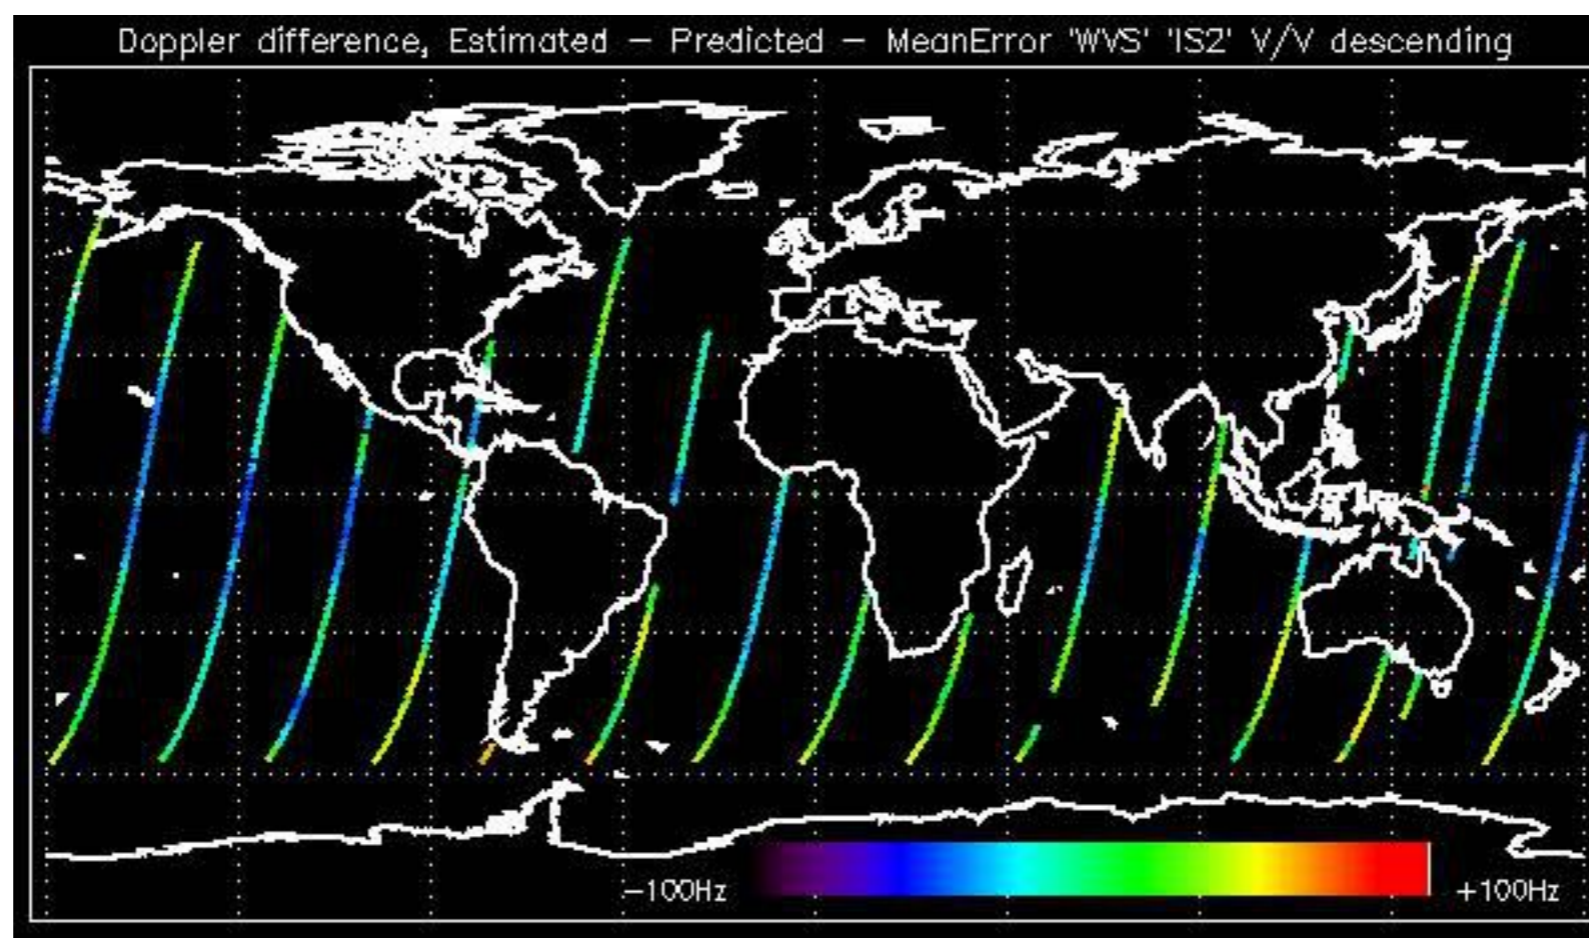 Doppler difference, Estimated – Predicted – MeanError 'WVS' 'IS2' V/V descending
–100Hz
+100Hz